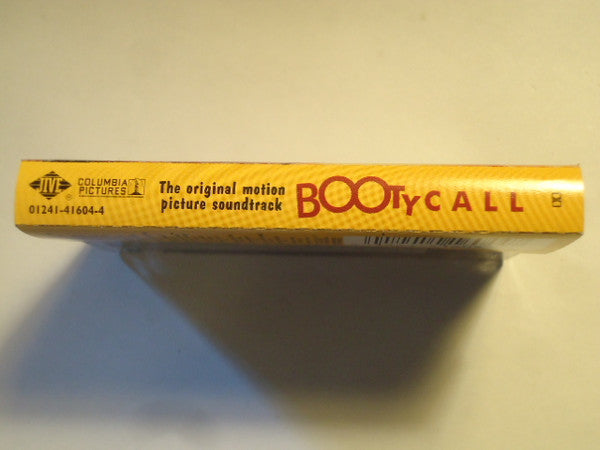 JIVE
COLUMBIA
PICTURES
01241-41604-4
The original motion
picture soundtrack
BOOTY CALL